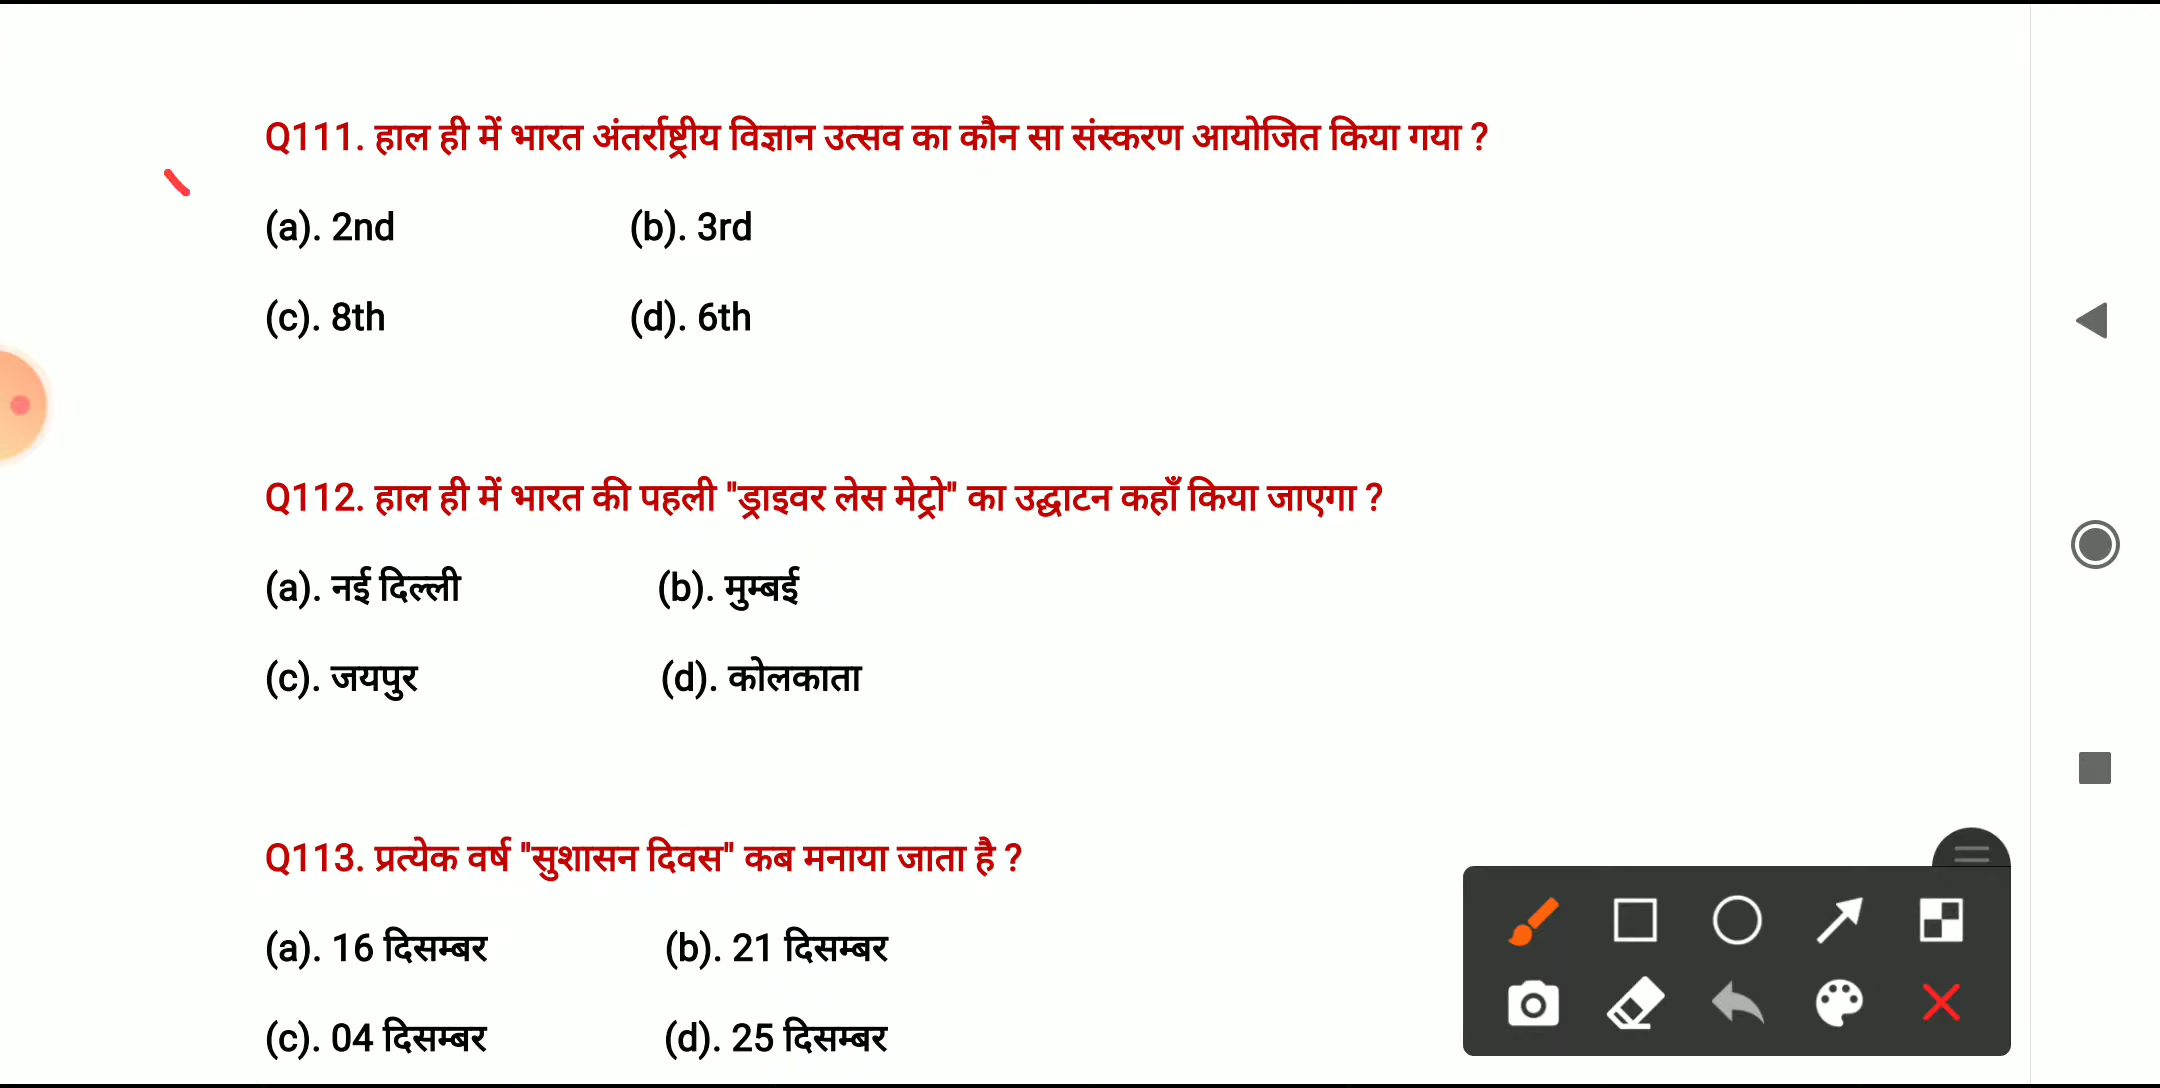 Q111. हाल ही में भारत अंतर्राष्ट्रीय विज्ञान उत्सव का कौन सा संस्करण आयोजित किया गया ?
(a). 2nd (b). 3rd
(c). 8th (d). 6th
Q112. हाल ही में भारत की पहली "ड्राइवर लेस मेट्रो" का उद्घाटन कहाँ किया जाएगा ?
(a). नई दिल्ली (b). मुम्बई
(c). जयपुर (d). कोलकाता
Q113. प्रत्येक वर्ष "सुशासन दिवस" कब मनाया जाता है ?
(a). 16 दिसम्बर (b). 21 दिसम्बर
(c). 04 दिसम्बर (d). 25 दिसम्बर